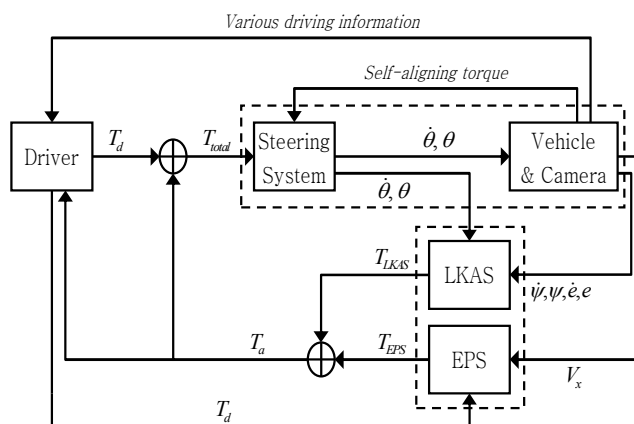 Various driving information
Self-aligning torque
Driver
T_d
T_total
Steering
System
θ̇, θ
Vehicle
& Camera
θ̇, θ
T_LKAS
LKAS
ψ̇,ψ,ė,e
T_a
T_EPS
EPS
V_x
T_d